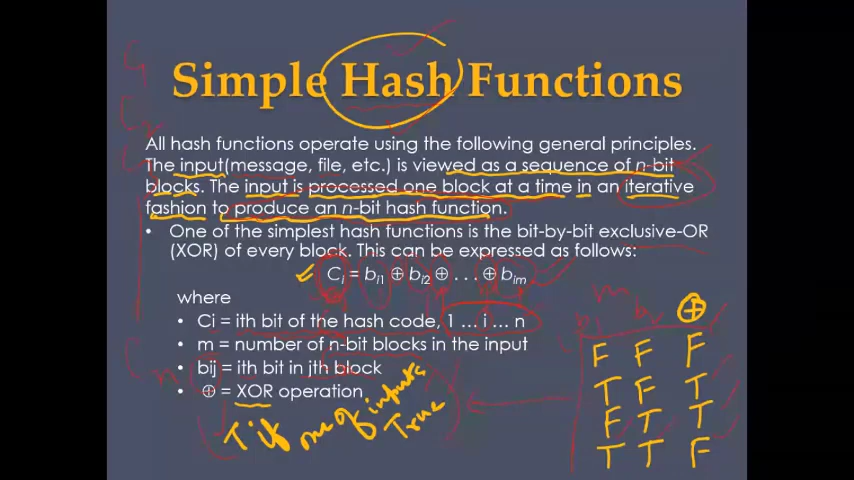 Simple Hash Functions
All hash functions operate using the following general principles.
The input(message, file, etc.) is viewed as a sequence of n-bit
blocks. The input is processed one block at a time in an iterative
fashion to produce an n-bit hash function.
• One of the simplest hash functions is the bit-by-bit exclusive-OR
(XOR) of every block. This can be expressed as follows:
Ci = bi1 ⊕ bi2 ⊕ . . . ⊕ bim
where
• Ci = ith bit of the hash code, 1 … i … n
• m = number of n-bit blocks in the input
• bij = ith bit in jth block
• ⊕ = XOR operation
T if one of inputs
True
⊕
F F F
T F T
F T T
T T F